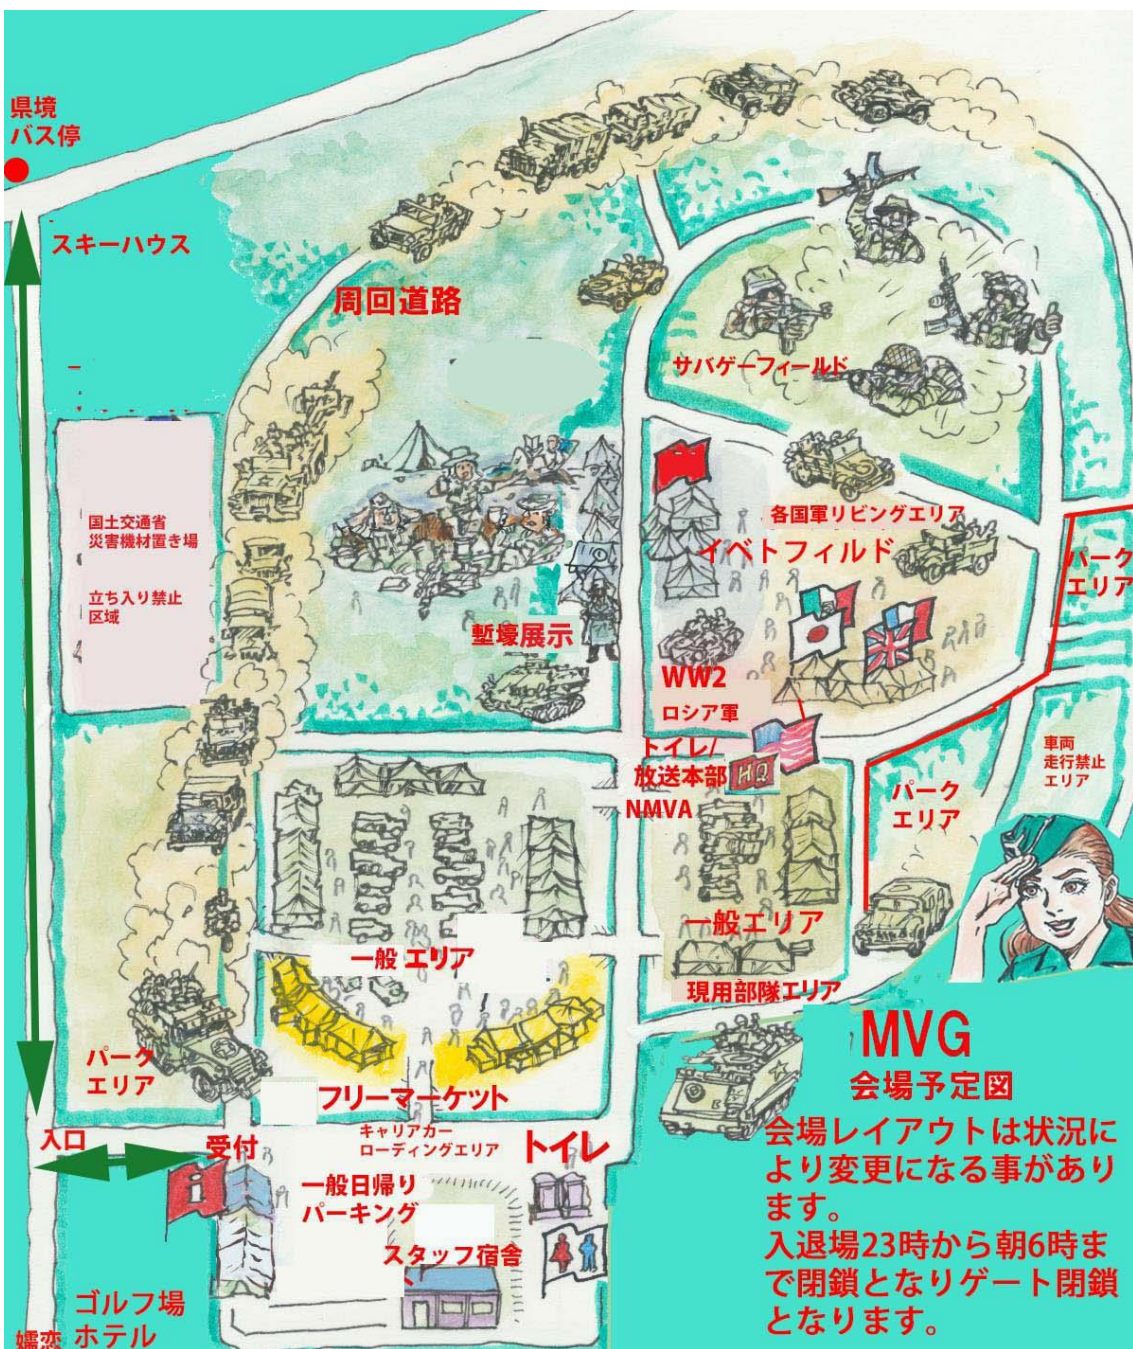 県境
バス停
スキーハウス
周回道路
サバゲーフィールド
国土交通省
災害機材置き場
立ち入り禁止
区域
各国軍リビングエリア
イベトフィルド
パーク
エリア
塹壕展示
WW2
ロシア軍
トイレ/
放送本部
HQ
NMVA
車両
走行禁止
エリア
パーク
エリア
一般エリア
一般 エリア
現用部隊エリア
パーク
エリア
フリーマーケット
キャリアカー
ローディングエリア
入口
受付
トイレ
i
一般日帰り
パーキング
スタッフ宿舎
ゴルフ場
ホテル
嬬恋
MVG
会場予定図
会場レイアウトは状況に
より変更になる事があり
ます。
入退場23時から朝6時ま
で閉鎖となりゲート閉鎖
となります。